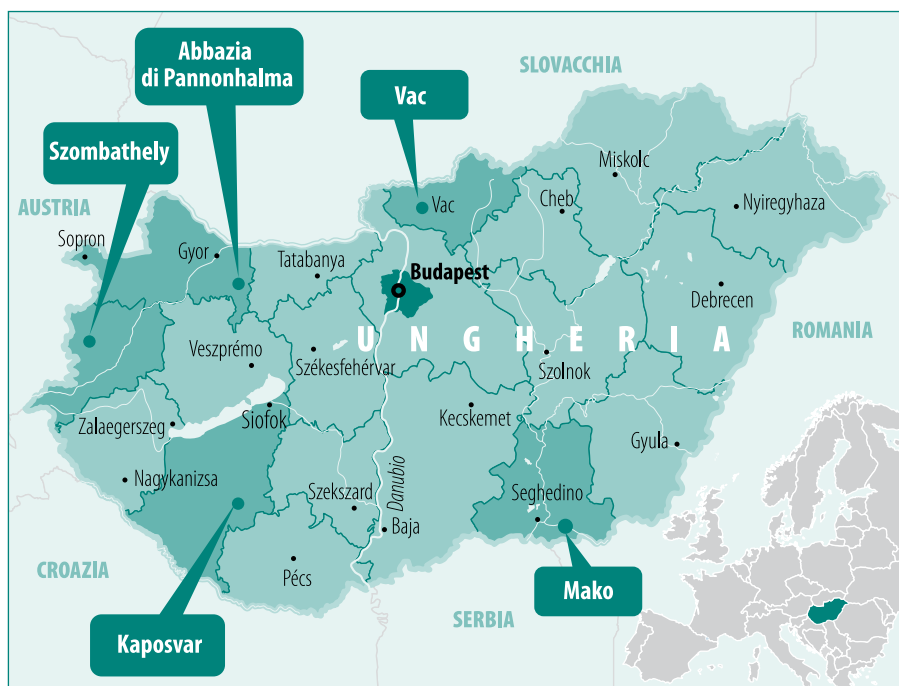 Abbazia
di Pannonhalma
SLOVACCHIA
Vac
Szombathely
Miskolc
AUSTRIA
Vac
Cheb
Nyiregyhaza
Sopron
Gyor
Tatabanya
Budapest
Debrecen
UNGHERIA
ROMANIA
Veszprémo
Székesfehérvar
Szolnok
Siofok
Kecskemet
Zalaegerszeg
Gyula
Nagykanizsa
Szekszard
Danubio
Seghedino
Baja
CROAZIA
Pécs
Mako
SERBIA
Kaposvar